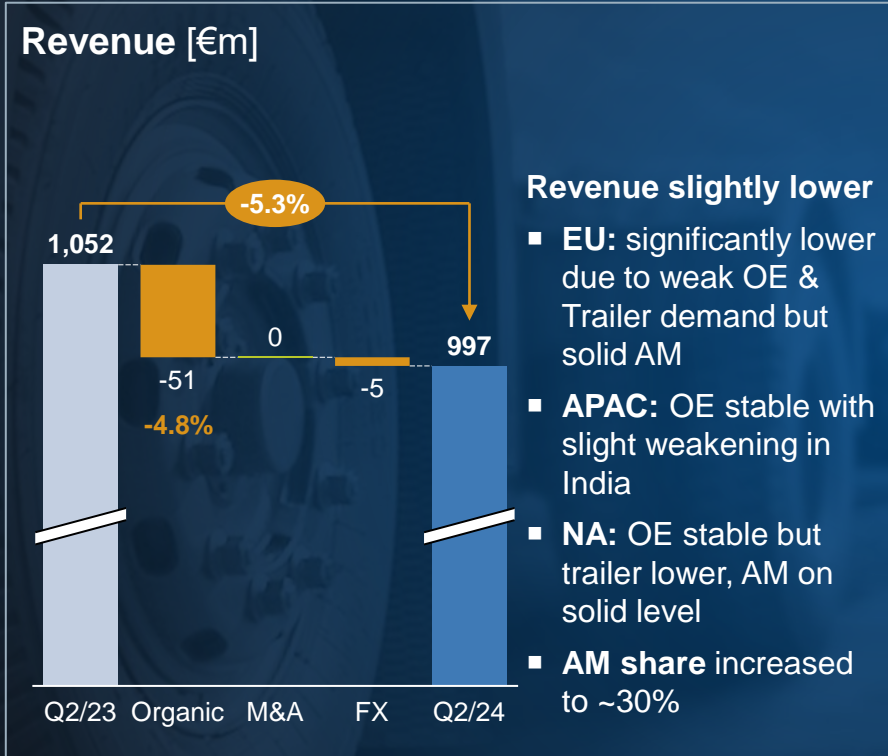 Revenue [€m]
-5.3%
1,052
-51
-4.8%
0
-5
997
Q2/23 Organic M&A FX Q2/24
Revenue slightly lower
▪ EU: significantly lower
due to weak OE &
Trailer demand but
solid AM
▪ APAC: OE stable with
slight weakening in
India
▪ NA: OE stable but
trailer lower, AM on
solid level
▪ AM share increased
to ~30%